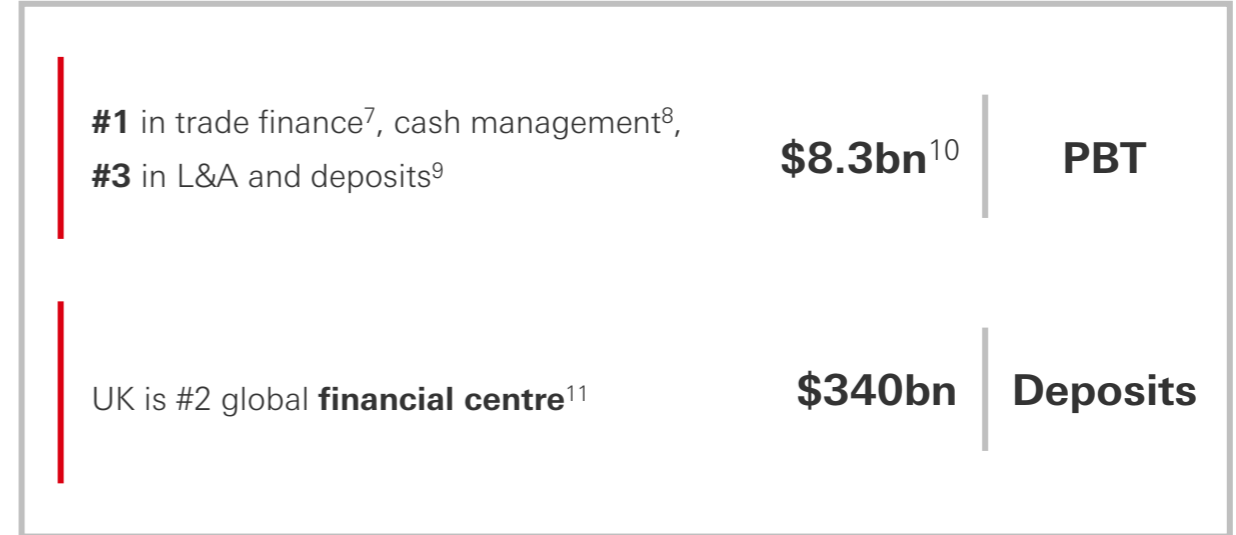 #1 in trade finance⁷, cash management⁸,
#3 in L&A and deposits⁹
$8.3bn¹⁰
PBT
UK is #2 global financial centre¹¹
$340bn
Deposits